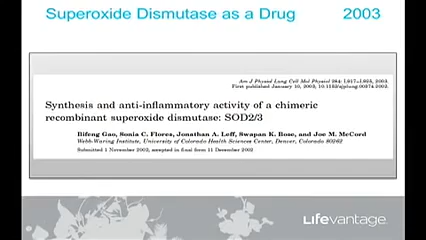 Superoxide Dismutase as a Drug 2003
Am J Physiol Lung Cell Mol Physiol 284: L917–L925, 2003.
First published January 10, 2003; 10.1152/ajplung.00374.2002.
Synthesis and anti-inflammatory activity of a chimeric
recombinant superoxide dismutase: SOD2/3
Bifeng Gao, Sonia C. Flores, Jonathan A. Leff, Swapan K. Bose, and Joe M. McCord
Webb-Waring Institute, University of Colorado Health Sciences Center, Denver, Colorado 80262
Submitted 1 November 2002; accepted in final form 11 December 2002
Lifevantage